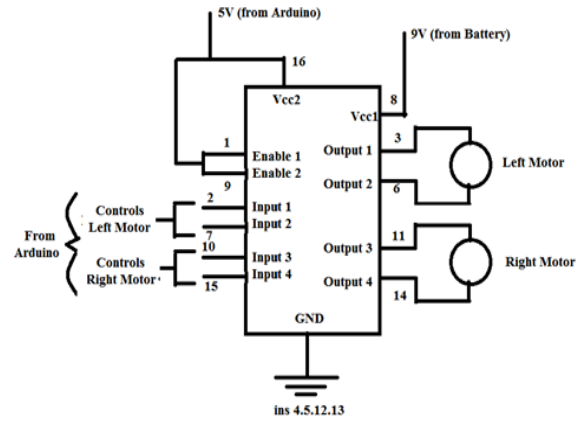 5V (from Arduino)
9V (from Battery)
16
Vcc2
8
Vcc1
1
Enable 1
Enable 2
9
3
Output 1
Left Motor
Output 2
6
2
Input 1
Controls
Left Motor
Input 2
7
From
Arduino
10
Input 3
Controls
Right Motor
Input 4
15
11
Output 3
Right Motor
Output 4
14
GND
ins 4.5.12.13